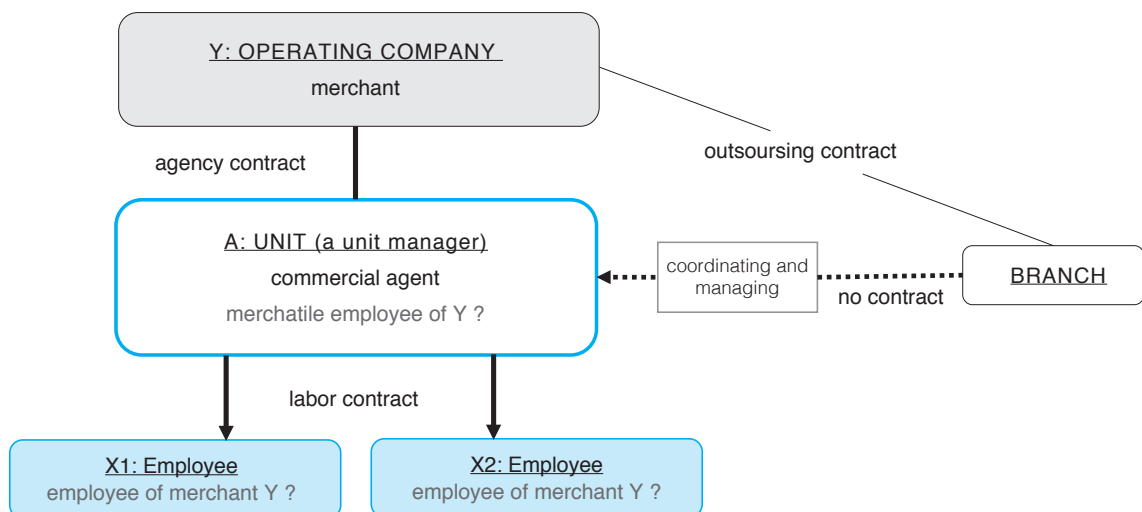 Y: OPERATING COMPANY
merchant
agency contract
outsoursing contract
A: UNIT (a unit manager)
commercial agent
merchatile employee of Y ?
coordinating and
managing
no contract
BRANCH
labor contract
X1: Employee
employee of merchant Y ?
X2: Employee
employee of merchant Y ?